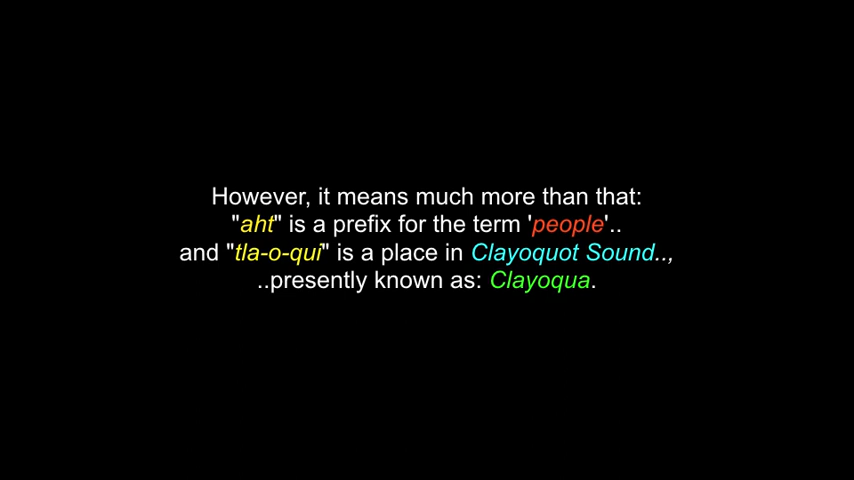 However, it means much more than that:
"aht" is a prefix for the term 'people'..
and "tla-o-qui" is a place in Clayoquot Sound..,
..presently known as: Clayoqua.